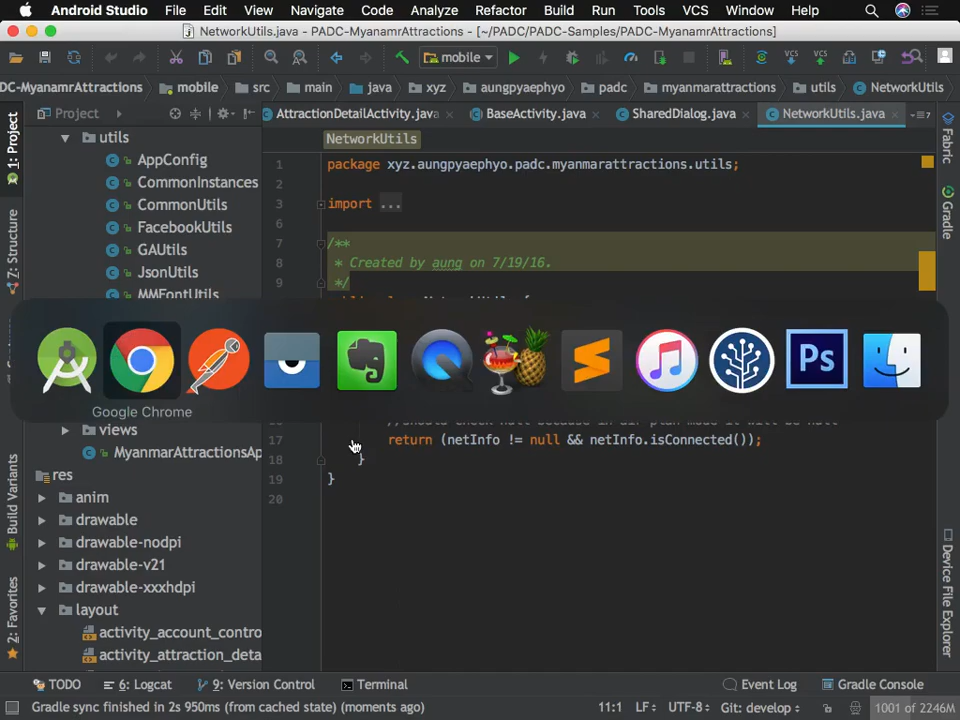 Android Studio File Edit View Navigate Code Analyze Refactor Build Run Tools VCS Window Help
NetworkUtils.java - PADC-MyanamrAttractions - [~/PADC/PADC-Samples/PADC-MyanamrAttractions]
mobile VCS VCS
DC-MyanamrAttractions mobile src main java xyz aungpyaephyo padc myanmarattractions utils NetworkUtils
Project
AttractionDetailActivity.java BaseActivity.java SharedDialog.java NetworkUtils.java 7
1: Project
7: Structure
Build Variants
2: Favorites
utils
AppConfig
CommonInstances
CommonUtils
FacebookUtils
GAUtils
JsonUtils
MMFontUtils
views
MyanmarAttractionsAp
res
anim
drawable
drawable-nodpi
drawable-v21
drawable-xxxhdpi
layout
activity_account_contro
activity_attraction_deta
NetworkUtils
1 package xyz.aungpyaephyo.padc.myanmarattractions.utils;
2
3 import ...
6
7 /**
8 * Created by aung on 7/19/16.
9 */
Google Chrome
Ps
17 return (netInfo != null && netInfo.isConnected());
18 }
19 }
20
Fabric
Gradle
Device File Explorer
TODO 6: Logcat 9: Version Control Terminal Event Log Gradle Console
Gradle sync finished in 2s 950ms (from cached state) (moments ago) 11:1 LF÷ UTF-8÷ Git: develop÷ 1001 of 2246M